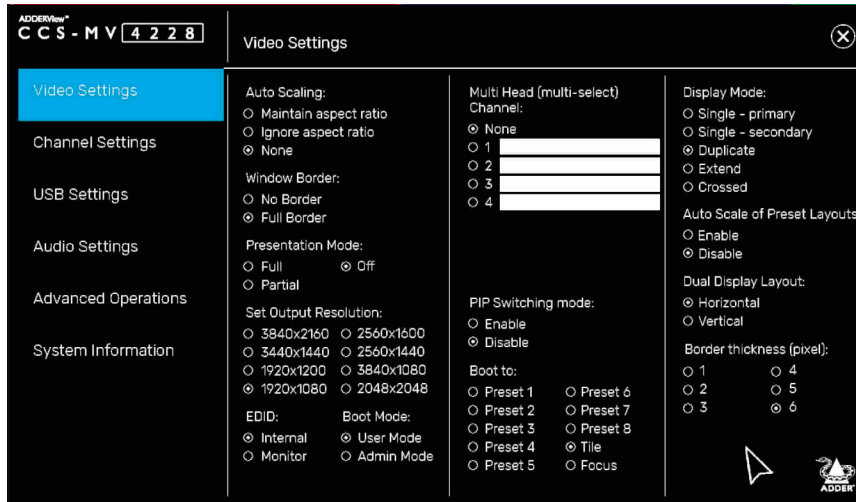 ADDERView™
CCS-MV 4228
Video Settings
Video Settings
Channel Settings
USB Settings
Audio Settings
Advanced Operations
System Information
Auto Scaling:
Maintain aspect ratio
Ignore aspect ratio
None
Window Border:
No Border
Full Border
Presentation Mode:
Full Off
Partial
Set Output Resolution:
3840x2160 2560x1600
3440x1440 2560x1440
1920x1200 3840x1080
1920x1080 2048x2048
EDID: Boot Mode:
Internal User Mode
Monitor Admin Mode
Multi Head (multi-select)
Channel:
None
1
2
3
4
PIP Switching mode:
Enable
Disable
Boot to:
Preset 1 Preset 6
Preset 2 Preset 7
Preset 3 Preset 8
Preset 4 Tile
Preset 5 Focus
Display Mode:
Single - primary
Single - secondary
Duplicate
Extend
Crossed
Auto Scale of Preset Layouts
Enable
Disable
Dual Display Layout:
Horizontal
Vertical
Border thickness (pixel):
1 4
2 5
3 6
ADDER